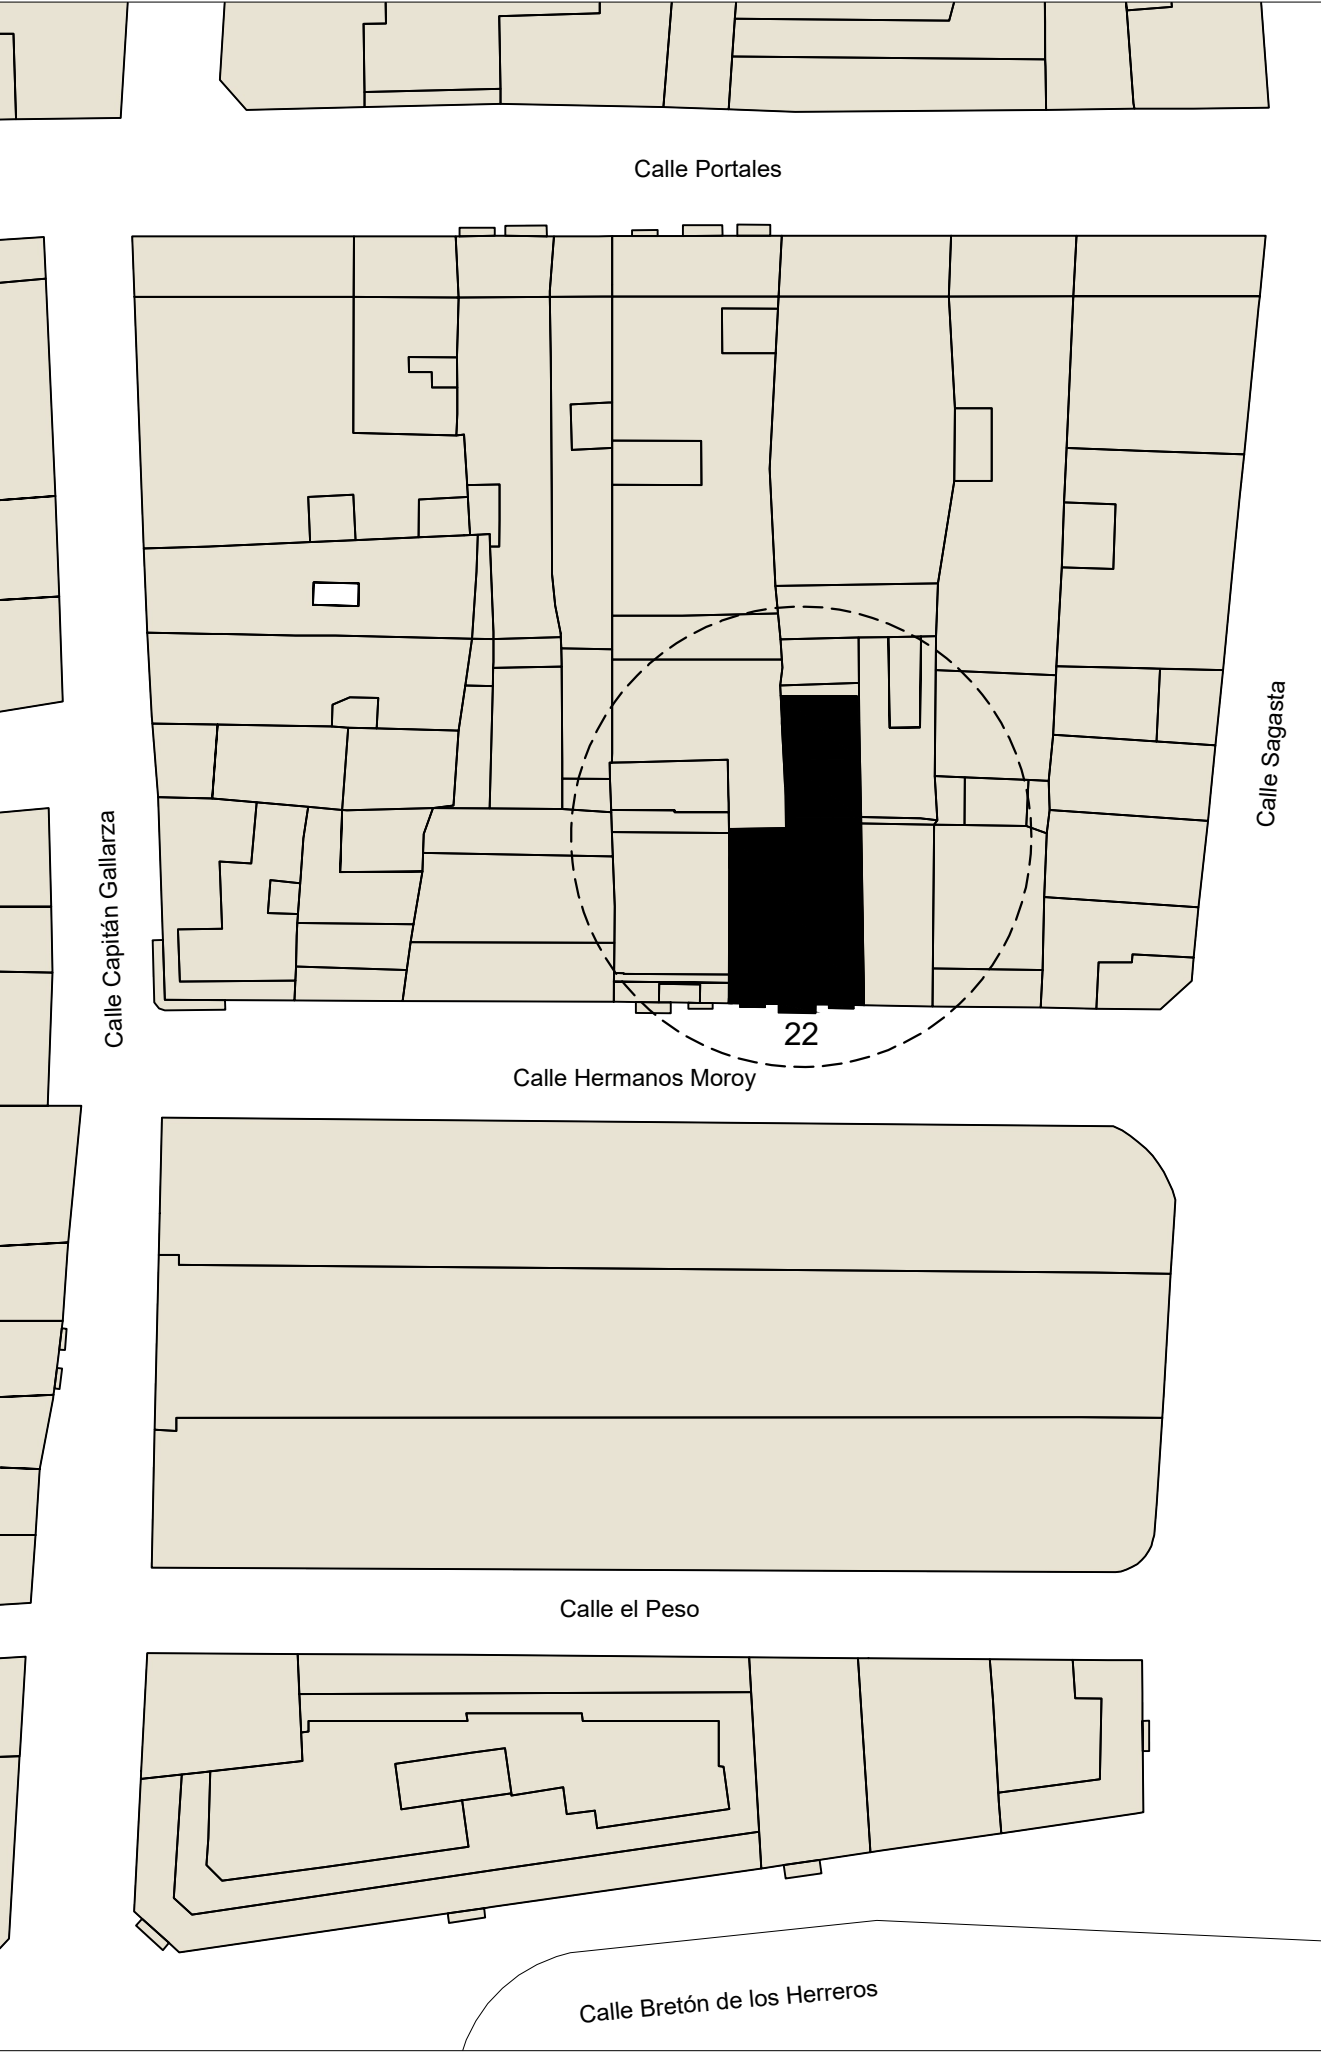 Calle Portales
Calle Sagasta
Calle Capitán Gallarza
22
Calle Hermanos Moroy
Calle el Peso
Calle Bretón de los Herreros